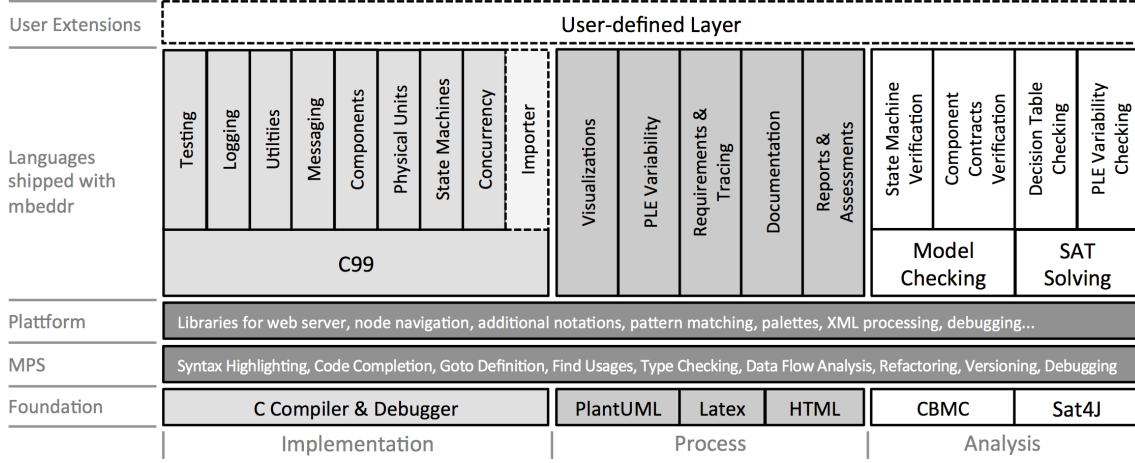 User Extensions
User-defined Layer
Languages
shipped with
mbeddr
Testing
Logging
Utilities
Messaging
Components
Physical Units
State Machines
Concurrency
Importer
C99
Visualizations
PLE Variability
Requirements &
Tracing
Documentation
Reports &
Assessments
State Machine
Verification
Component
Contracts
Verification
Decision Table
Checking
PLE Variability
Checking
Model
Checking
SAT
Solving
Plattform
Libraries for web server, node navigation, additional notations, pattern matching, palettes, XML processing, debugging...
MPS
Syntax Highlighting, Code Completion, Goto Definition, Find Usages, Type Checking, Data Flow Analysis, Refactoring, Versioning, Debugging
Foundation
C Compiler & Debugger
PlantUML
Latex
HTML
CBMC
Sat4J
Implementation
Process
Analysis